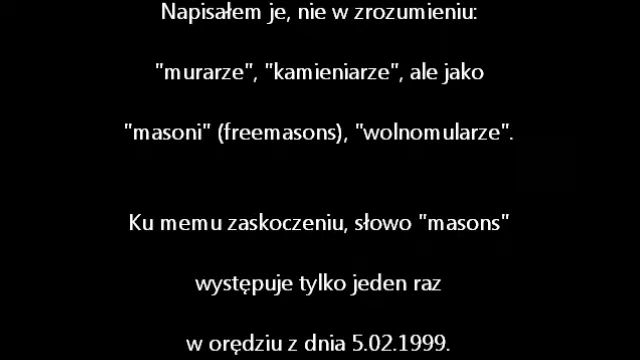 Napisałem je, nie w zrozumieniu:
"murarze", "kamieniarze", ale jako
"masoni" (freemasons), "wolnomularze".
Ku memu zaskoczeniu, słowo "masons"
występuje tylko jeden raz
w orędziu z dnia 5.02.1999.